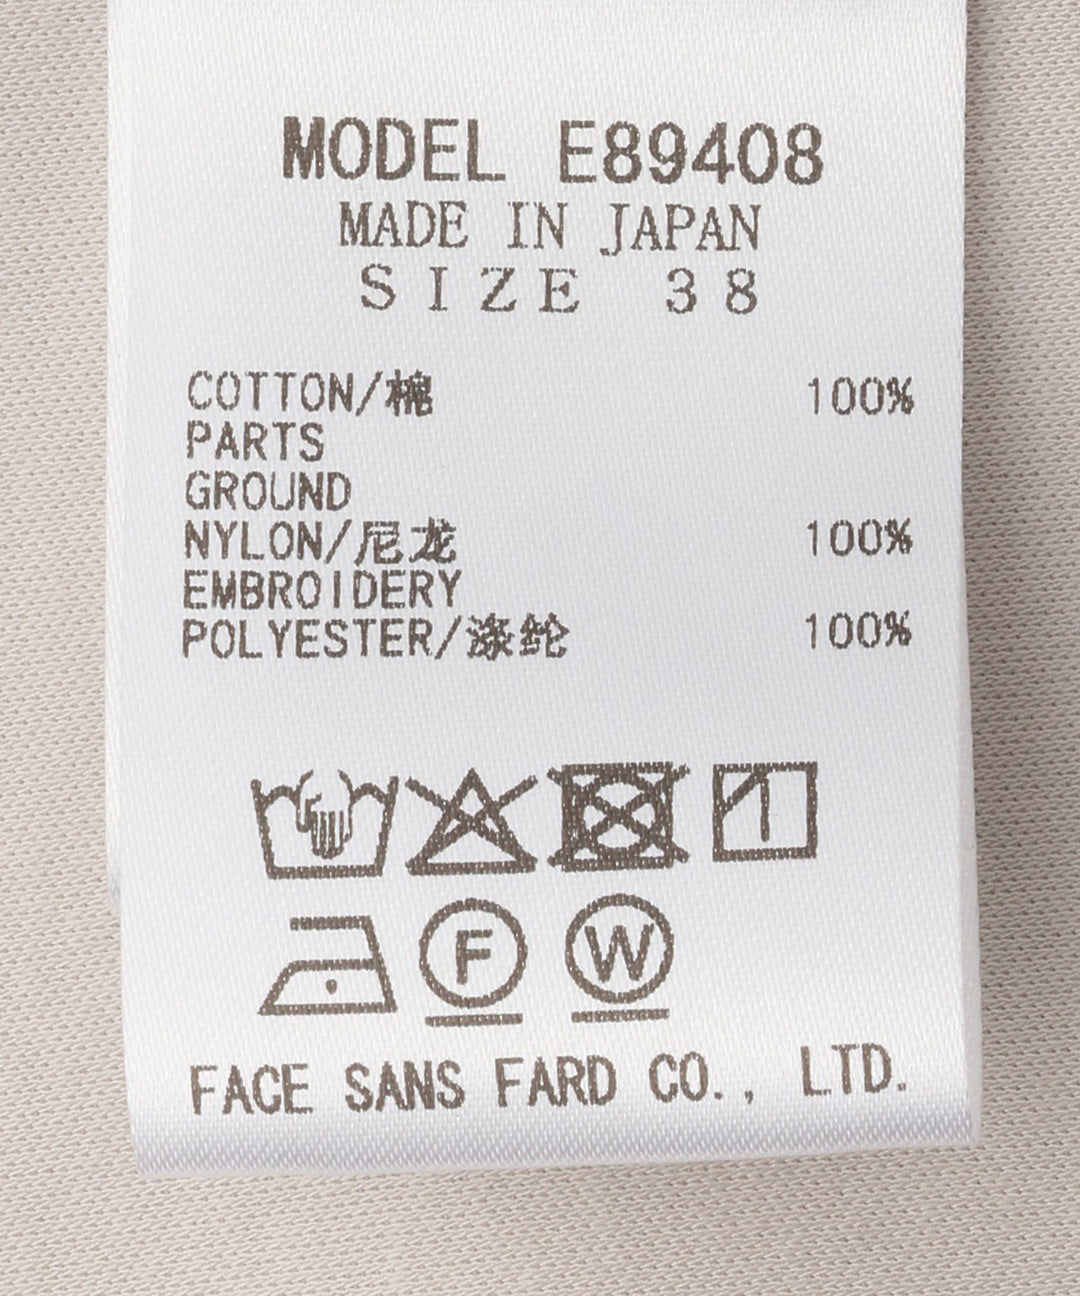 MODEL E89408
MADE IN JAPAN
SIZE 38
COTTON/棉 100%
PARTS
GROUND
NYLON/尼龙 100%
EMBROIDERY
POLYESTER/涤纶 100%
F W
FACE SANS FARD CO., LTD.